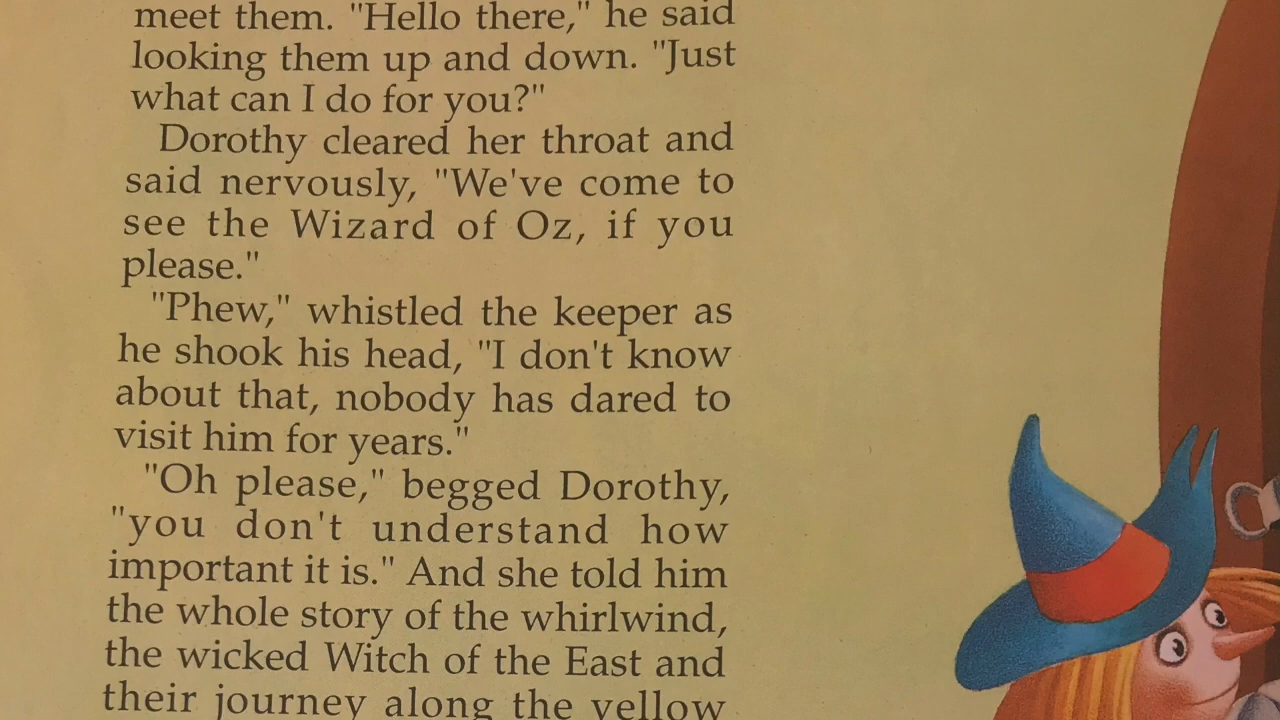 meet them. "Hello there," he said
looking them up and down. "Just
what can I do for you?"
Dorothy cleared her throat and
said nervously, "We've come to
see the Wizard of Oz, if you
please."
"Phew," whistled the keeper as
he shook his head, "I don't know
about that, nobody has dared to
visit him for years."
"Oh please," begged Dorothy,
"you don't understand how
important it is." And she told him
the whole story of the whirlwind,
the wicked Witch of the East and
their journey along the yellow